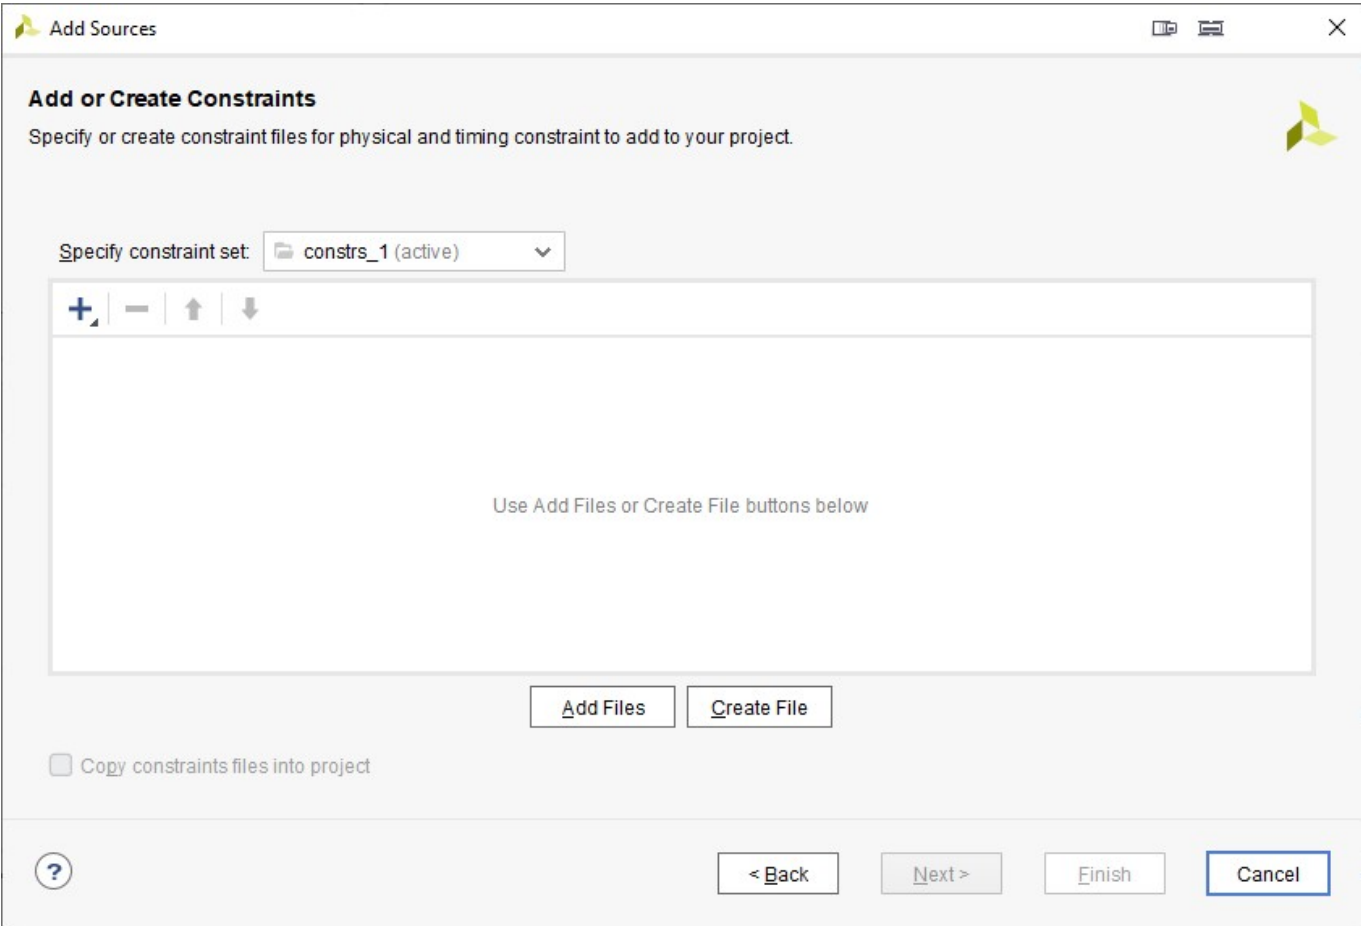 Add Sources
Add or Create Constraints
Specify or create constraint files for physical and timing constraint to add to your project.
Specify constraint set: constrs_1 (active)
Use Add Files or Create File buttons below
Add Files Create File
Copy constraints files into project
? < Back Next > Finish Cancel